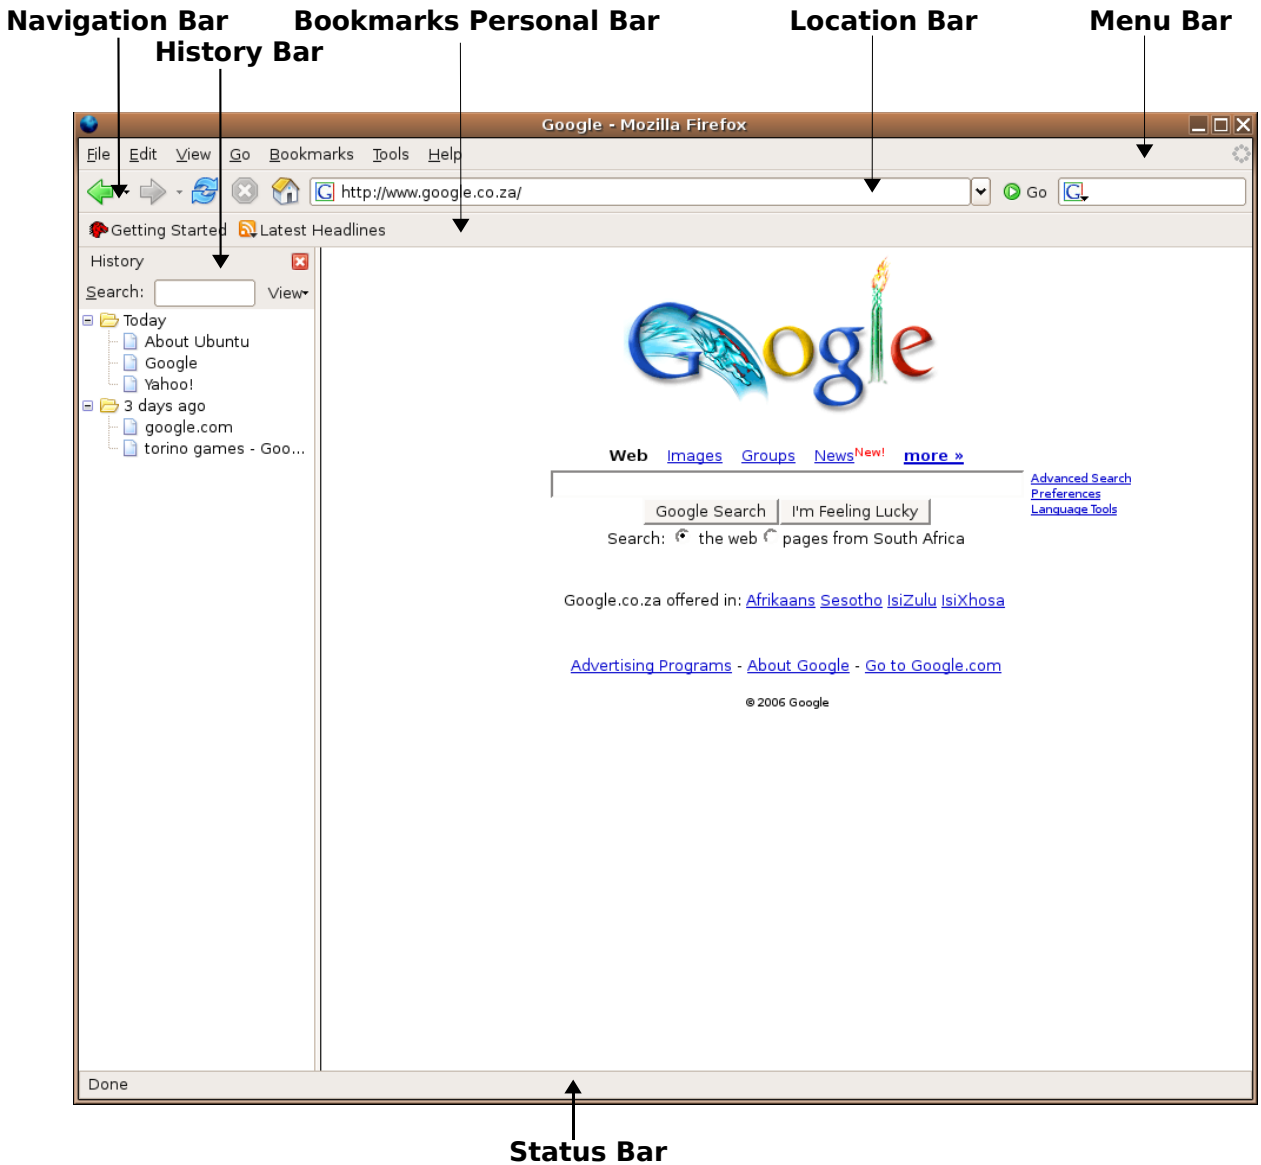 Navigation Bar Bookmarks Personal Bar Location Bar Menu Bar
History Bar
Google - Mozilla Firefox
File Edit View Go Bookmarks Tools Help
G http://www.google.co.za/ Go G
Getting Started Latest Headlines
History
Search: View
Today
About Ubuntu
Google
Yahoo!
3 days ago
google.com
torino games - Goo...
Google
Web Images Groups News New! more »
Advanced Search
Preferences
Language Tools
Google Search I'm Feeling Lucky
Search: the web pages from South Africa
Google.co.za offered in: Afrikaans Sesotho IsiZulu IsiXhosa
Advertising Programs - About Google - Go to Google.com
© 2006 Google
Done
Status Bar